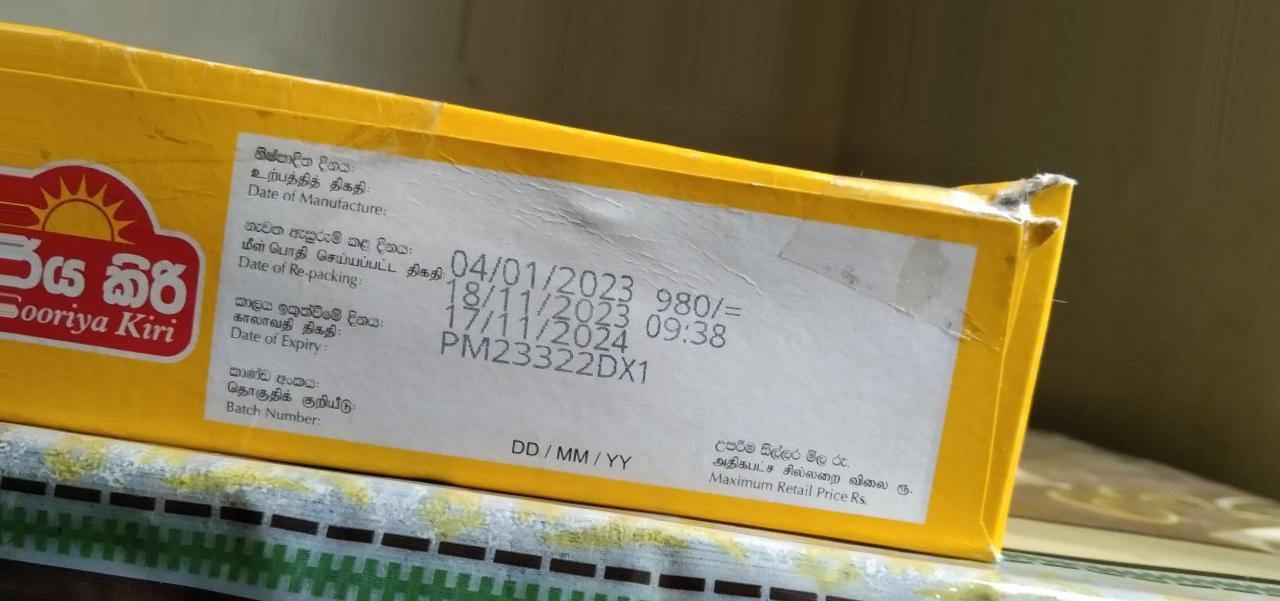 රිය කිරි
Sooriya Kiri
නිෂ්පාදිත දිනය:
உற்பத்தித் திகதி:
Date of Manufacture:
නැවත ඇසුරුම් කළ දිනය:
மீள் பொதி செய்யப்பட்ட திகதி:
Date of Re-packing:
කාලය ඉකුත්වීමේ දිනය:
காலாவதி திகதி:
Date of Expiry:
කාණ්ඩ අංකය:
தொகுதிக் குறியீடு:
Batch Number:
04/01/2023 980/=
18/11/2023 09:38
17/11/2024
PM23322DX1
DD / MM / YY
උපරිම සිල්ලර මිල රු.
அதிகபட்ச சில்லறை விலை ரூ.
Maximum Retail Price Rs.